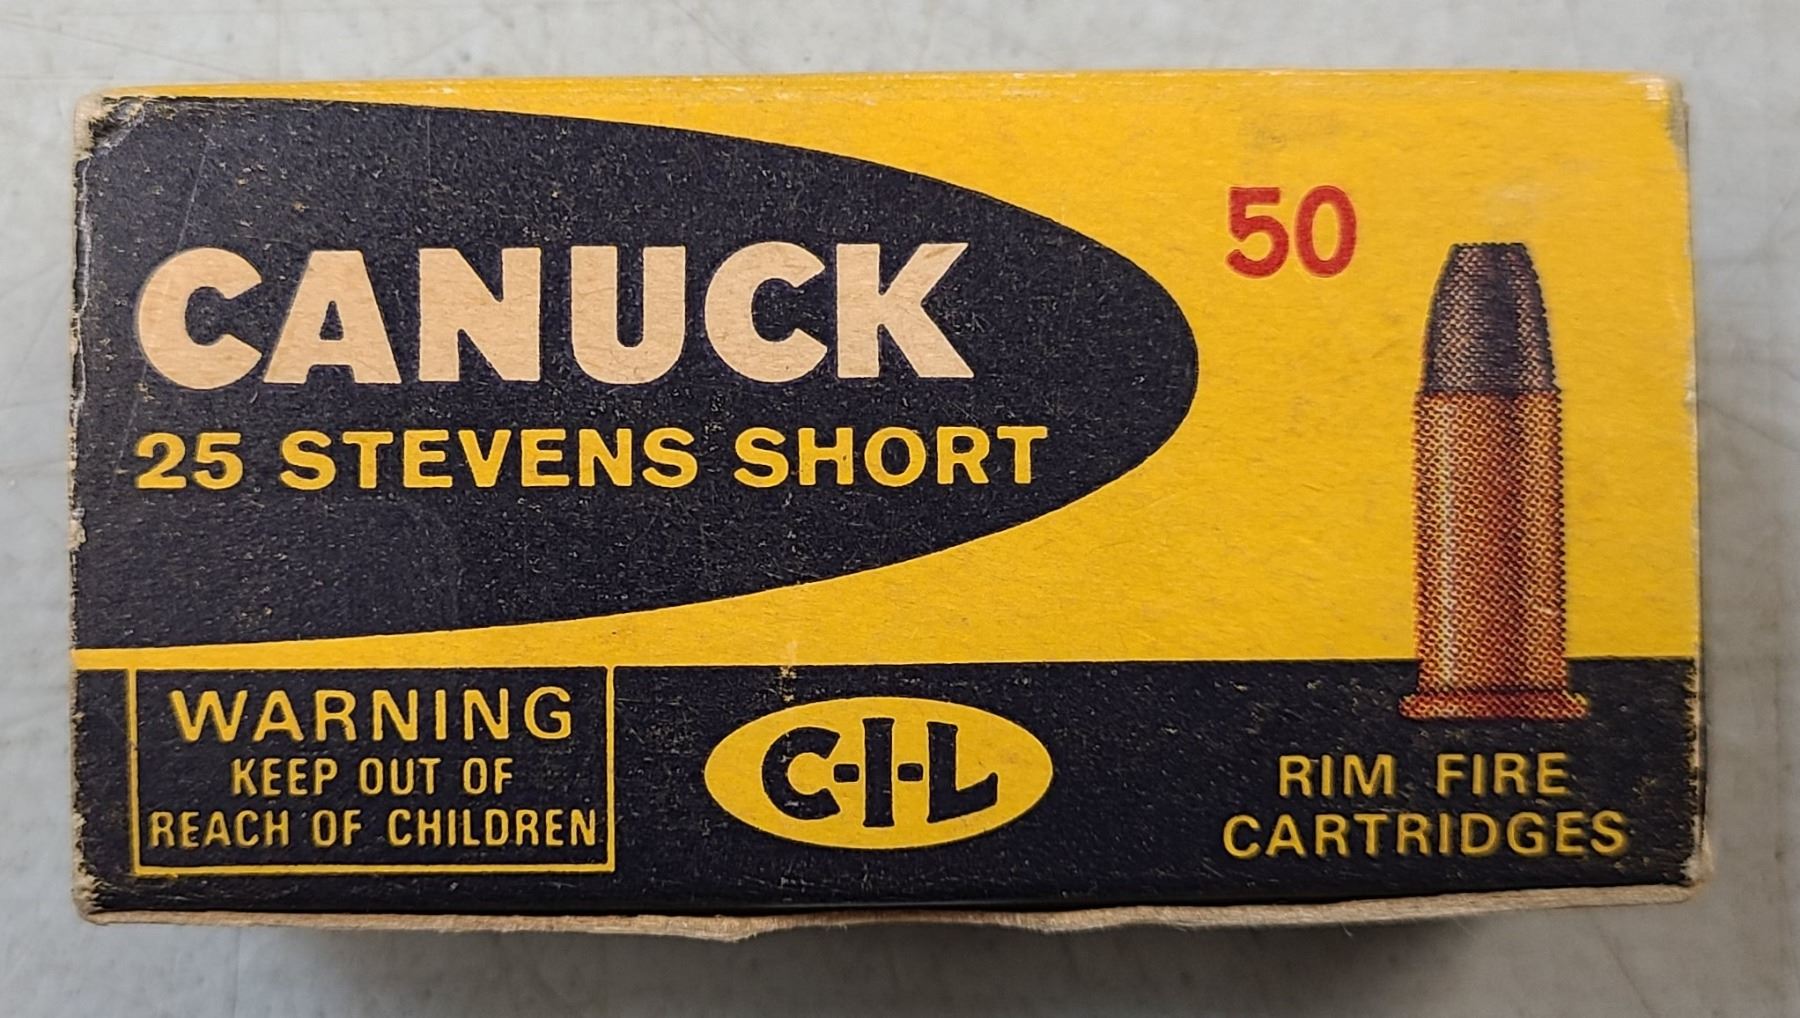 50
CANUCK
25 STEVENS SHORT
WARNING
KEEP OUT OF
REACH OF CHILDREN
C-I-L
RIM FIRE
CARTRIDGES